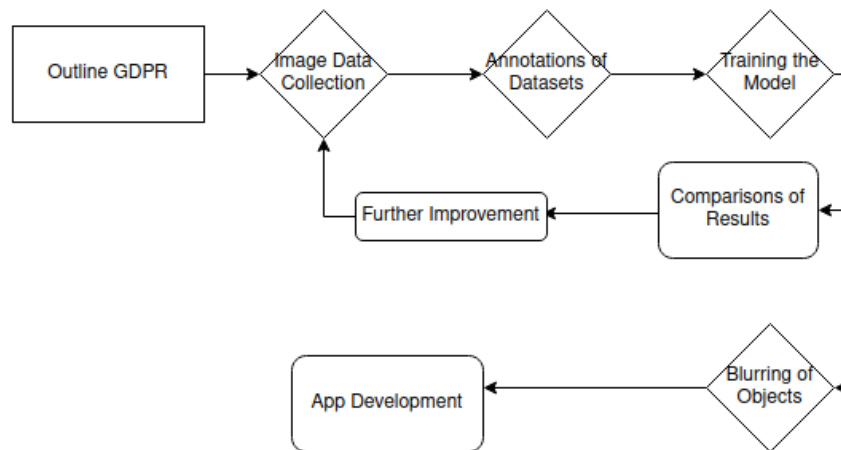 Outline GDPR
Image Data
Collection
Annotations of
Datasets
Training the
Model
Comparisons of
Results
Further Improvement
Blurring of
Objects
App Development